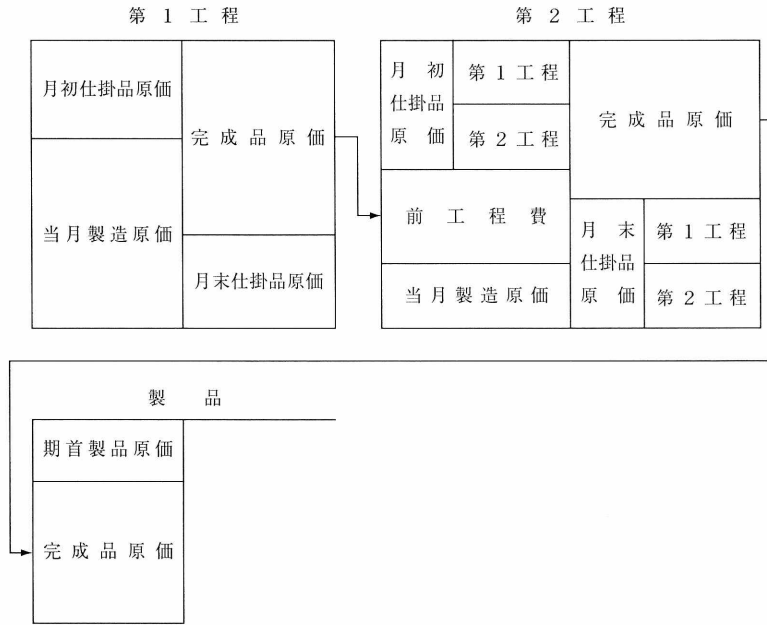 第1工程
月初仕掛品原価
当月製造原価
完成品原価
月末仕掛品原価
第2工程
月初
仕掛品
原価
第1工程
第2工程
前工程費
当月製造原価
完成品原価
月末
仕掛品
原価
第1工程
第2工程
製品
期首製品原価
完成品原価